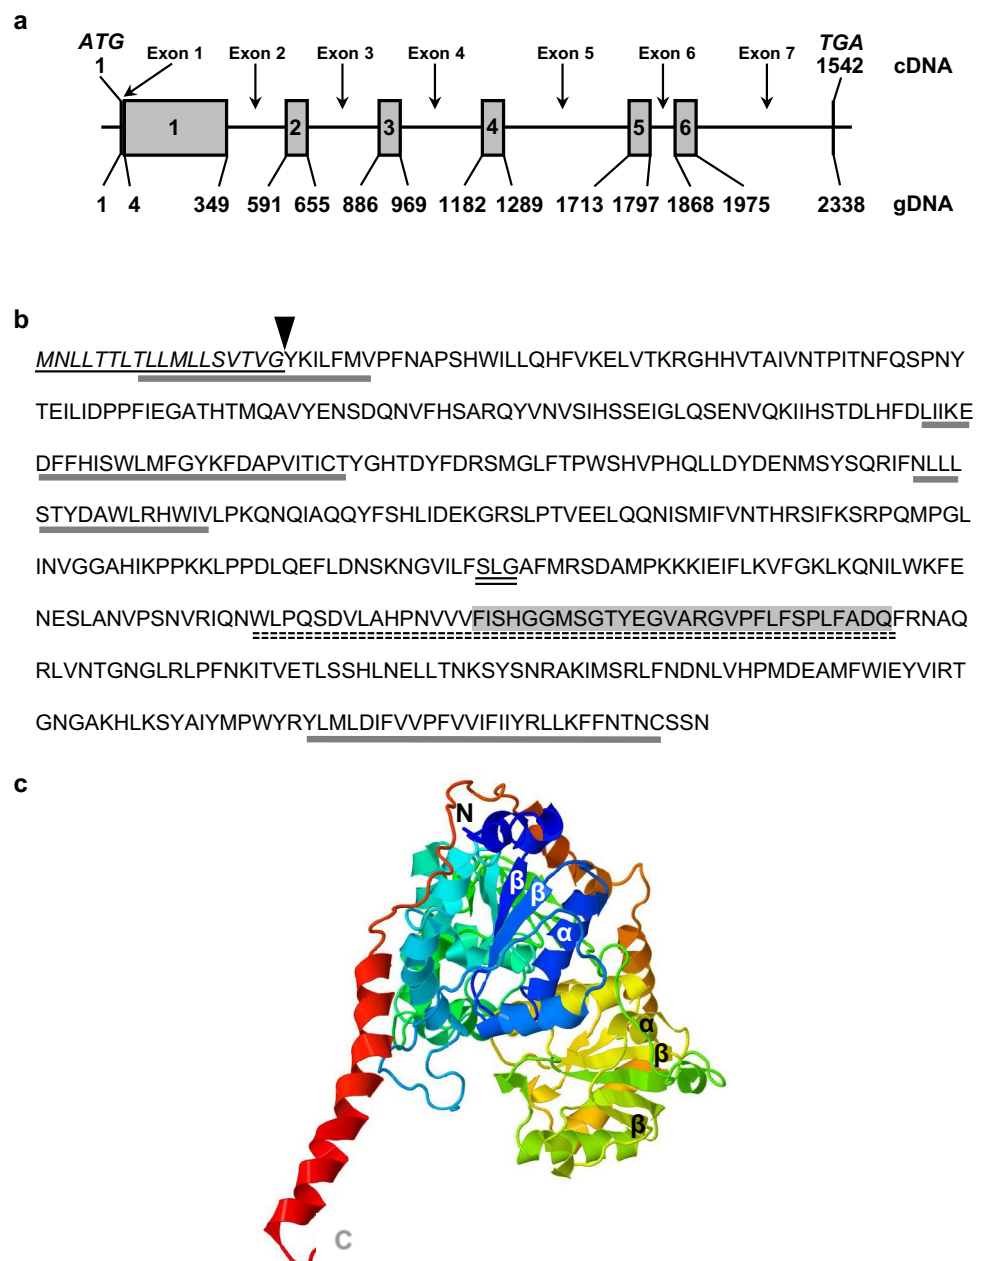 a
ATG Exon 1 Exon 2 Exon 3 Exon 4 Exon 5 Exon 6 Exon 7 TGA
1 1542 cDNA
1 2 3 4 5 6
1 4 349 591 655 886 969 1182 1289 1713 1797 1868 1975 2338 gDNA
b
MNLLTTLTLLMLLSVTVGYKILFMVPFNAPSHWILLQHFVKELVTKRGHHVTAIVNTPITNFQSPNY
TEILIDPPFIEGATHTMQAVYENSDQNVFHSARQYVNVSIHSSEIGLQSENVQKIIHSTDLHFDLIIKE
DFFHISWLMFGYKFDAPVITICTYGHTDYFDRSMGLFTPWSHVPHQLLDYDENMSYSQRIFNLLL
STYDAWLRHWIVLPKQNQIAQQYFSHLIDEKGRSLPTVEELQQNISMIFVNTHRSIFKSRPQMPGL
INVGGAHIKPPKKLPPDLQEFLDNSKNGVILFSLGAFMRSDAMPKKKIEIFLKVFGKLKQNILWKFE
NESLANVPSNVRIQNWLPQSDVLAHPNVVVFISHGGMSGTYEGVARGVPFLFSPLFADQFRNAQ
RLVNTGNGLRLPFNKITVETLSSHLNELLTNKSYSNRAKIMSRLFNDNLVHPMDEAMFWIEYVIRT
GNGAKHLKSYAIYMPWYRYLMLDIFVVPFVVIFIIYRLLKFFNTNCSSN
c
N
β
β
α
α
β
β
C